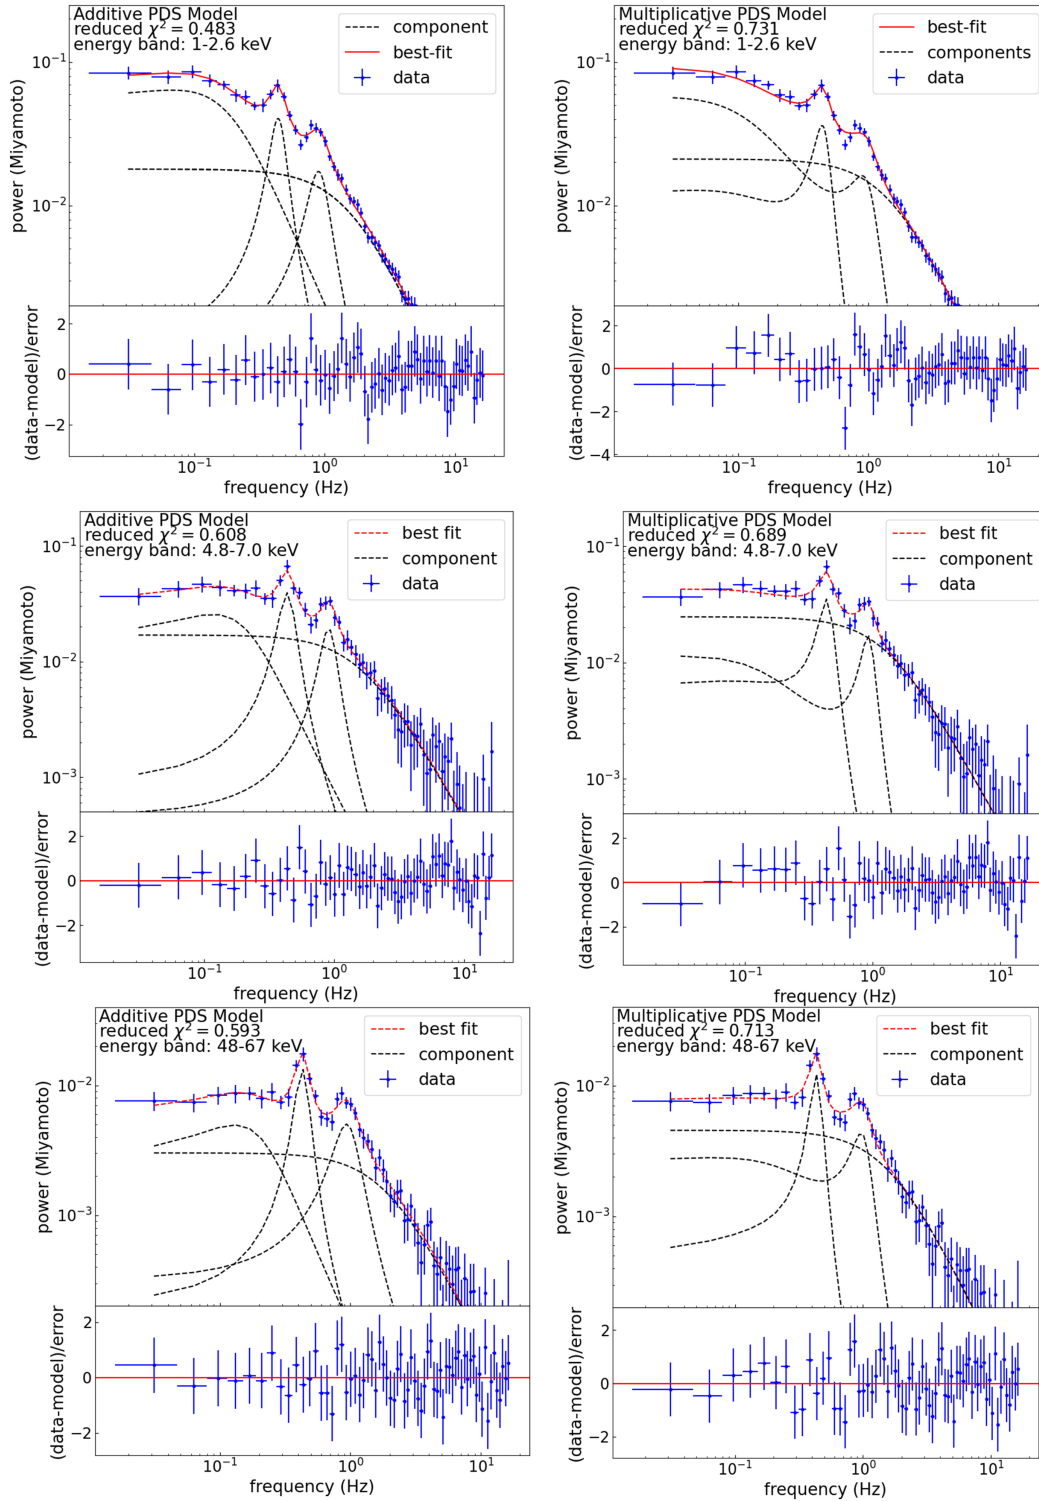 Additive PDS Model
reduced χ² = 0.483
energy band: 1-2.6 keV
component
best-fit
data
10⁻¹
10⁻²
power (Miyamoto)
2
0
−2
(data-model)/error
10⁻¹ 10⁰ 10¹
frequency (Hz)
Multiplicative PDS Model
reduced χ² = 0.731
energy band: 1-2.6 keV
best-fit
components
data
10⁻¹
10⁻²
power (Miyamoto)
2
0
−2
−4
(data-model)/error
10⁻¹ 10⁰ 10¹
frequency (Hz)
Additive PDS Model
reduced χ² = 0.608
energy band: 4.8-7.0 keV
best fit
component
data
10⁻¹
10⁻²
10⁻³
power (Miyamoto)
2
0
−2
(data-model)/error
10⁻¹ 10⁰ 10¹
frequency (Hz)
Multiplicative PDS Model
reduced χ² = 0.689
energy band: 4.8-7.0 keV
best fit
component
data
10⁻¹
10⁻²
10⁻³
power (Miyamoto)
2
0
−2
(data-model)/error
10⁻¹ 10⁰ 10¹
frequency (Hz)
Additive PDS Model
reduced χ² = 0.593
energy band: 48-67 keV
best fit
component
data
10⁻²
10⁻³
power (Miyamoto)
2
0
−2
(data-model)/error
10⁻¹ 10⁰ 10¹
frequency (Hz)
Multiplicative PDS Model
reduced χ² = 0.713
energy band: 48-67 keV
best fit
component
data
10⁻²
10⁻³
power (Miyamoto)
2
0
−2
(data-model)/error
10⁻¹ 10⁰ 10¹
frequency (Hz)